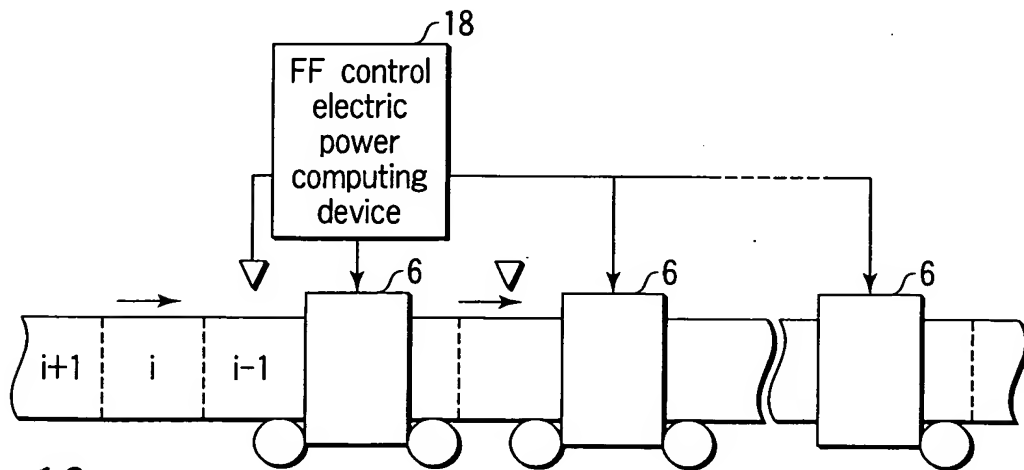 18
FF control
electric
power
computing
device
6
6
6
i+1
i
i-1